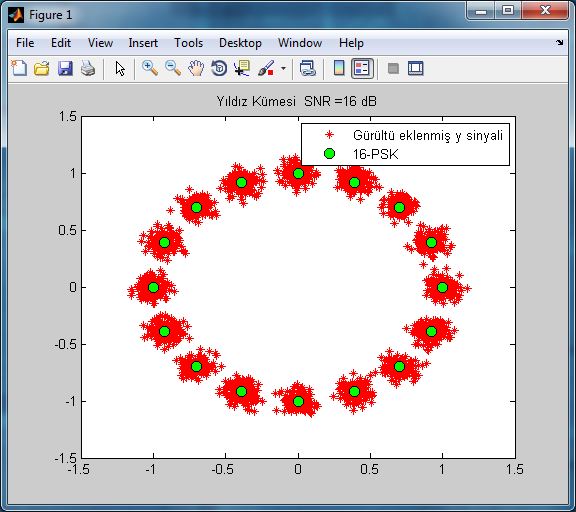 Figure 1
File Edit View Insert Tools Desktop Window Help
Yıldız Kümesi SNR =16 dB
Gürültü eklenmiş y sinyali
16-PSK
1.5
1
0.5
0
-0.5
-1
-1.5
-1.5 -1 -0.5 0 0.5 1 1.5